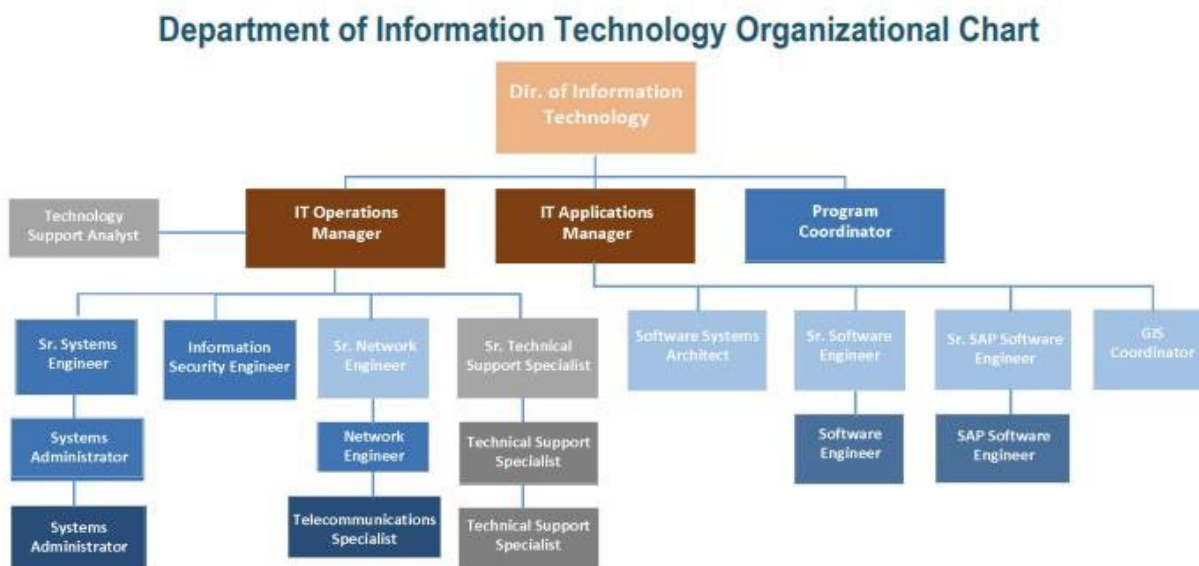 Department of Information Technology Organizational Chart
Dir. of Information
Technology
Technology
Support Analyst
IT Operations
Manager
IT Applications
Manager
Program
Coordinator
Sr. Systems
Engineer
Information
Security Engineer
Sr. Network
Engineer
Sr. Technical
Support Specialist
Software Systems
Architect
Sr. Software
Engineer
Sr. SAP Software
Engineer
GIS
Coordinator
Systems
Administrator
Network
Engineer
Technical Support
Specialist
Software
Engineer
SAP Software
Engineer
Systems
Administrator
Telecommunications
Specialist
Technical Support
Specialist